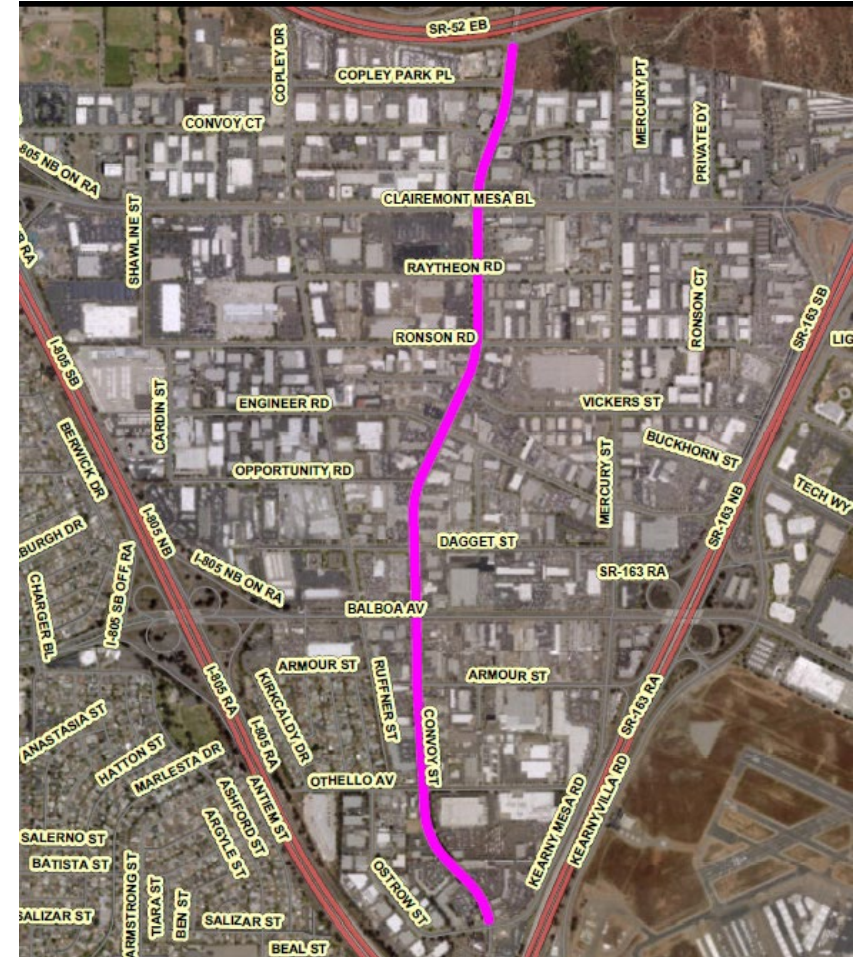 SR-52 EB
COPLEY DR
COPLEY PARK PL
MERCURY PT
CONVOY CT
PRIVATE DY
805 NB ON RA
CLAIREMONT MESA BL
SHAWLINE ST
RA
RAYTHEON RD
RONSON CT
SR-163 SB
RONSON RD
LIG
I-805 SB
ENGINEER RD
VICKERS ST
CARDIN ST
BUCKHORN ST
BERWICK DR
OPPORTUNITY RD
MERCURY ST
TECH WY
SR-163 NB
I-805 NB
BURGH DR
DAGGET ST
I-805 NB ON RA
SR-163 RA
I-805 SB OFF RA
CHARGER BL
BALBOA AV
ARMOUR ST
ARMOUR ST
RUFFNER ST
KIRKCALDY DR
I-805 RA
SR-163 RA
ANASTASIA ST
CONVOY ST
I-805 RA
HATTON ST
MARLESTA DR
OTHELLO AV
KEARNY MESA RD
KEARNYVILLA RD
ANTIEM ST
ASHFORD ST
ARGYLE ST
SALERNO ST
BATISTA ST
OSTROW ST
ARMSTRONG ST
TIARA ST
BEN ST
SALIZAR ST
SALIZAR ST
BEAL ST